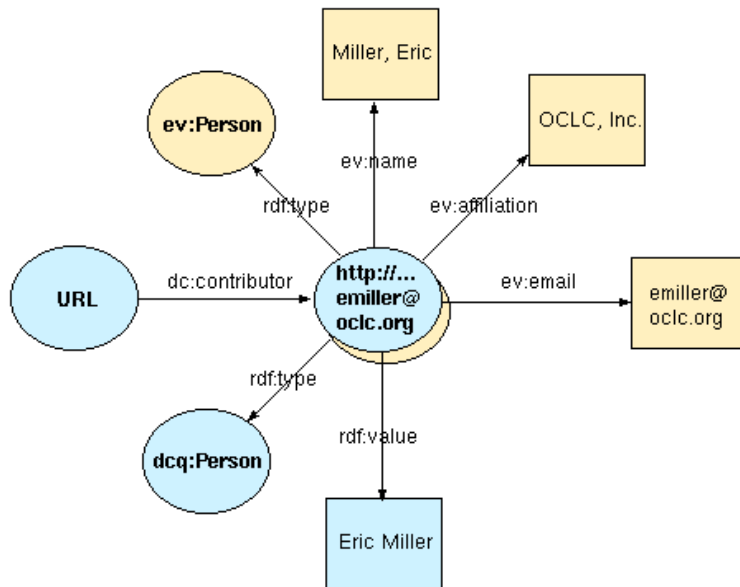 Miller, Eric
ev:Person
OCLC, Inc.
ev:name
rdf:type
ev:affiliation
URL
dc:contributor
http://...
emiller@
oclc.org
ev:email
emiller@
oclc.org
rdf:type
dcq:Person
rdf:value
Eric Miller